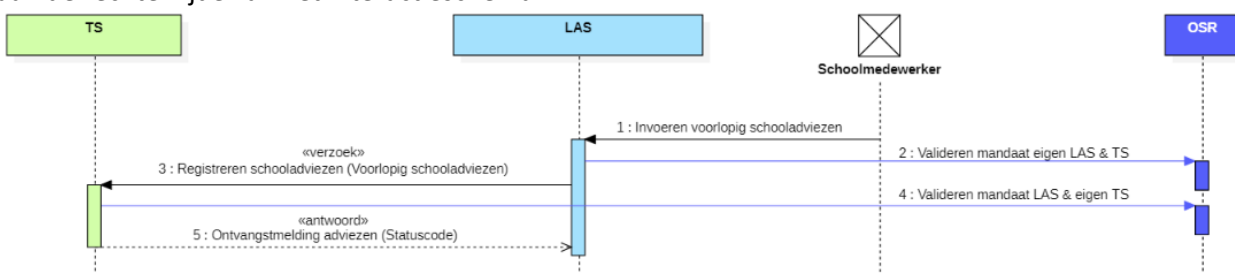 TS
LAS
OSR
Schoolmedewerker
1 : Invoeren voorlopig schooladviezen
2 : Valideren mandaat eigen LAS & TS
«verzoek»
3 : Registreren schooladviezen (Voorlopig schooladviezen)
4 : Valideren mandaat LAS & eigen TS
«antwoord»
5 : Ontvangstmelding adviezen (Statuscode)